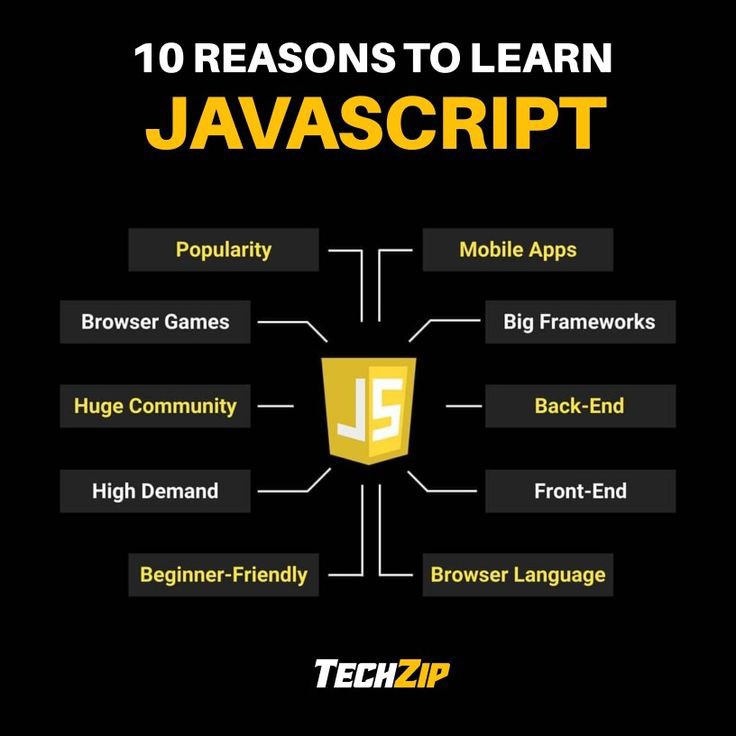 10 REASONS TO LEARN
JAVASCRIPT
Popularity
Mobile Apps
Browser Games
Big Frameworks
JS
Huge Community
Back-End
High Demand
Front-End
Beginner-Friendly
Browser Language
TECHZIP